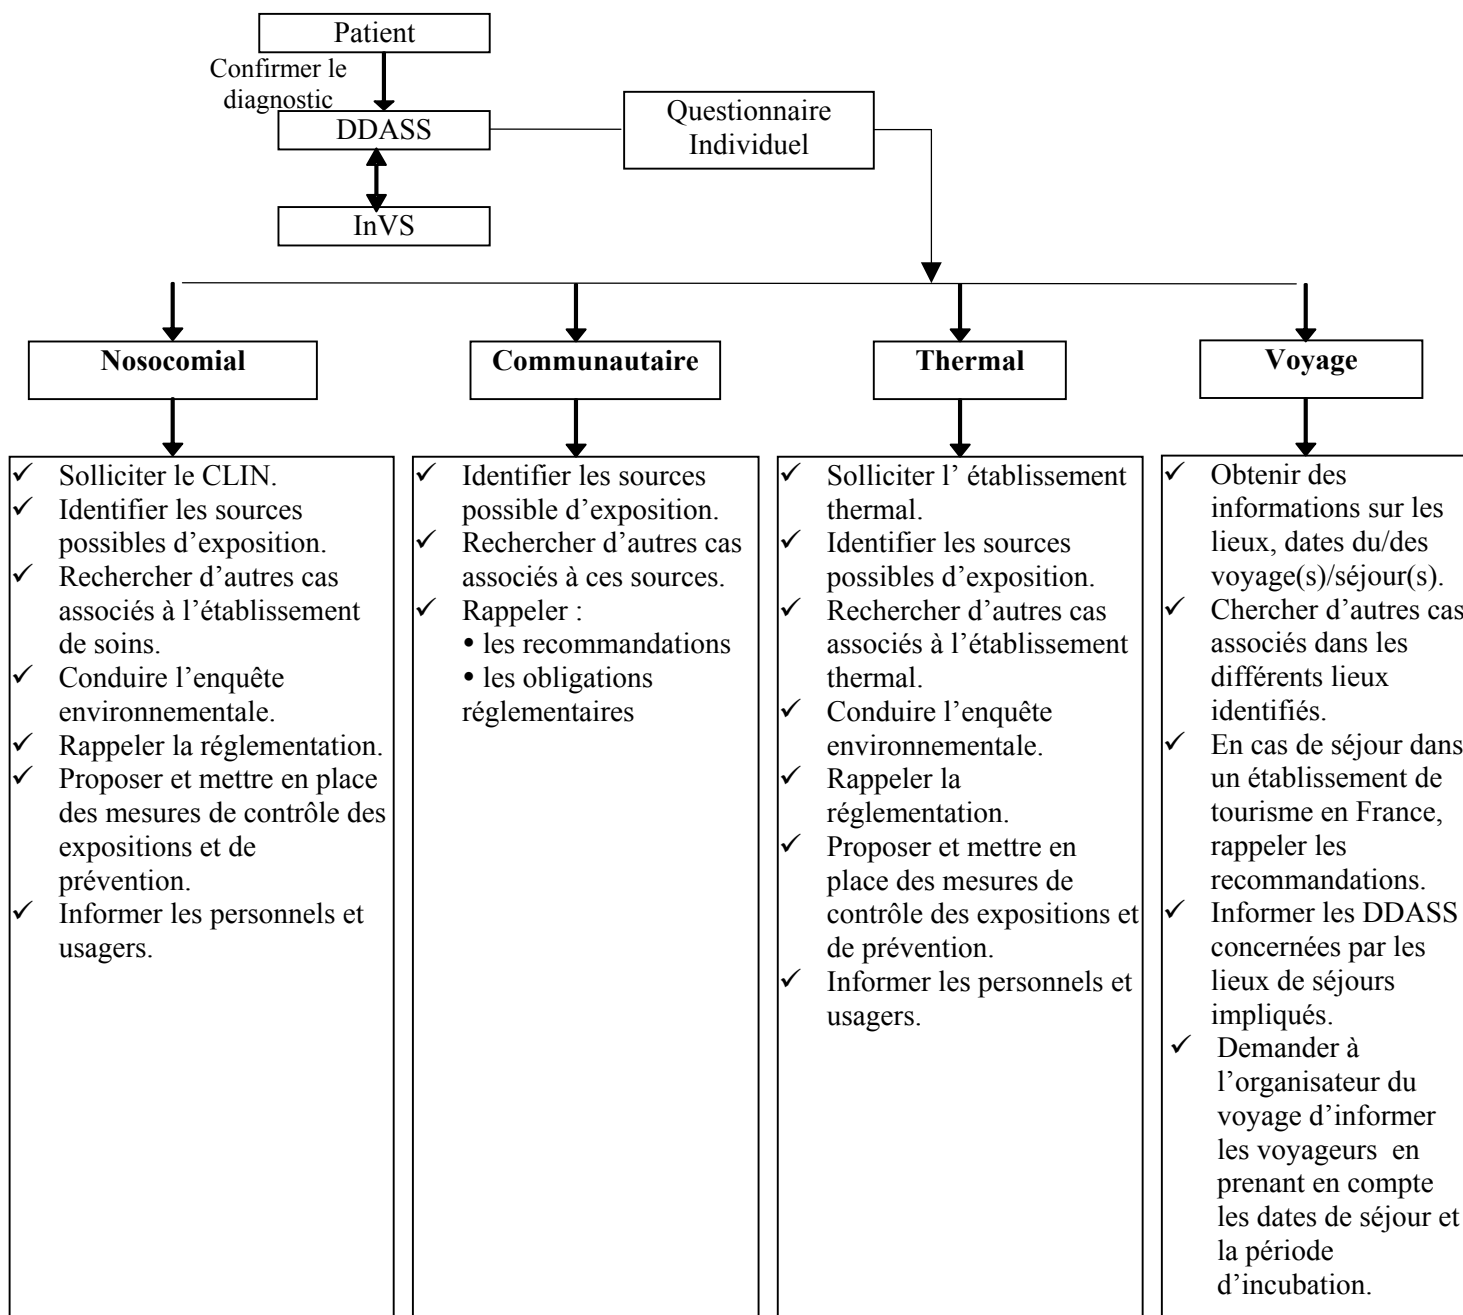 Patient
Confirmer le
diagnostic
DDASS
Questionnaire
Individuel
InVS
Nosocomial
✓ Solliciter le CLIN.
✓ Identifier les sources
possibles d’exposition.
✓ Rechercher d’autres cas
associés à l’établissement
de soins.
✓ Conduire l’enquête
environnementale.
✓ Rappeler la réglementation.
✓ Proposer et mettre en place
des mesures de contrôle des
expositions et de
prévention.
✓ Informer les personnels et
usagers.
Communautaire
✓ Identifier les sources
possible d’exposition.
✓ Rechercher d’autres cas
associés à ces sources.
✓ Rappeler :
• les recommandations
• les obligations
réglementaires
Thermal
✓ Solliciter l’ établissement
thermal.
✓ Identifier les sources
possibles d’exposition.
✓ Rechercher d’autres cas
associés à l’établissement
thermal.
✓ Conduire l’enquête
environnementale.
✓ Rappeler la
réglementation.
✓ Proposer et mettre en
place des mesures de
contrôle des expositions et
de prévention.
✓ Informer les personnels et
usagers.
Voyage
✓ Obtenir des
informations sur les
lieux, dates du/des
voyage(s)/séjour(s).
✓ Chercher d’autres cas
associés dans les
différents lieux
identifiés.
✓ En cas de séjour dans
un établissement de
tourisme en France,
rappeler les
recommandations.
✓ Informer les DDASS
concernées par les
lieux de séjours
impliqués.
✓ Demander à
l’organisateur du
voyage d’informer
les voyageurs en
prenant en compte
les dates de séjour et
la période
d’incubation.